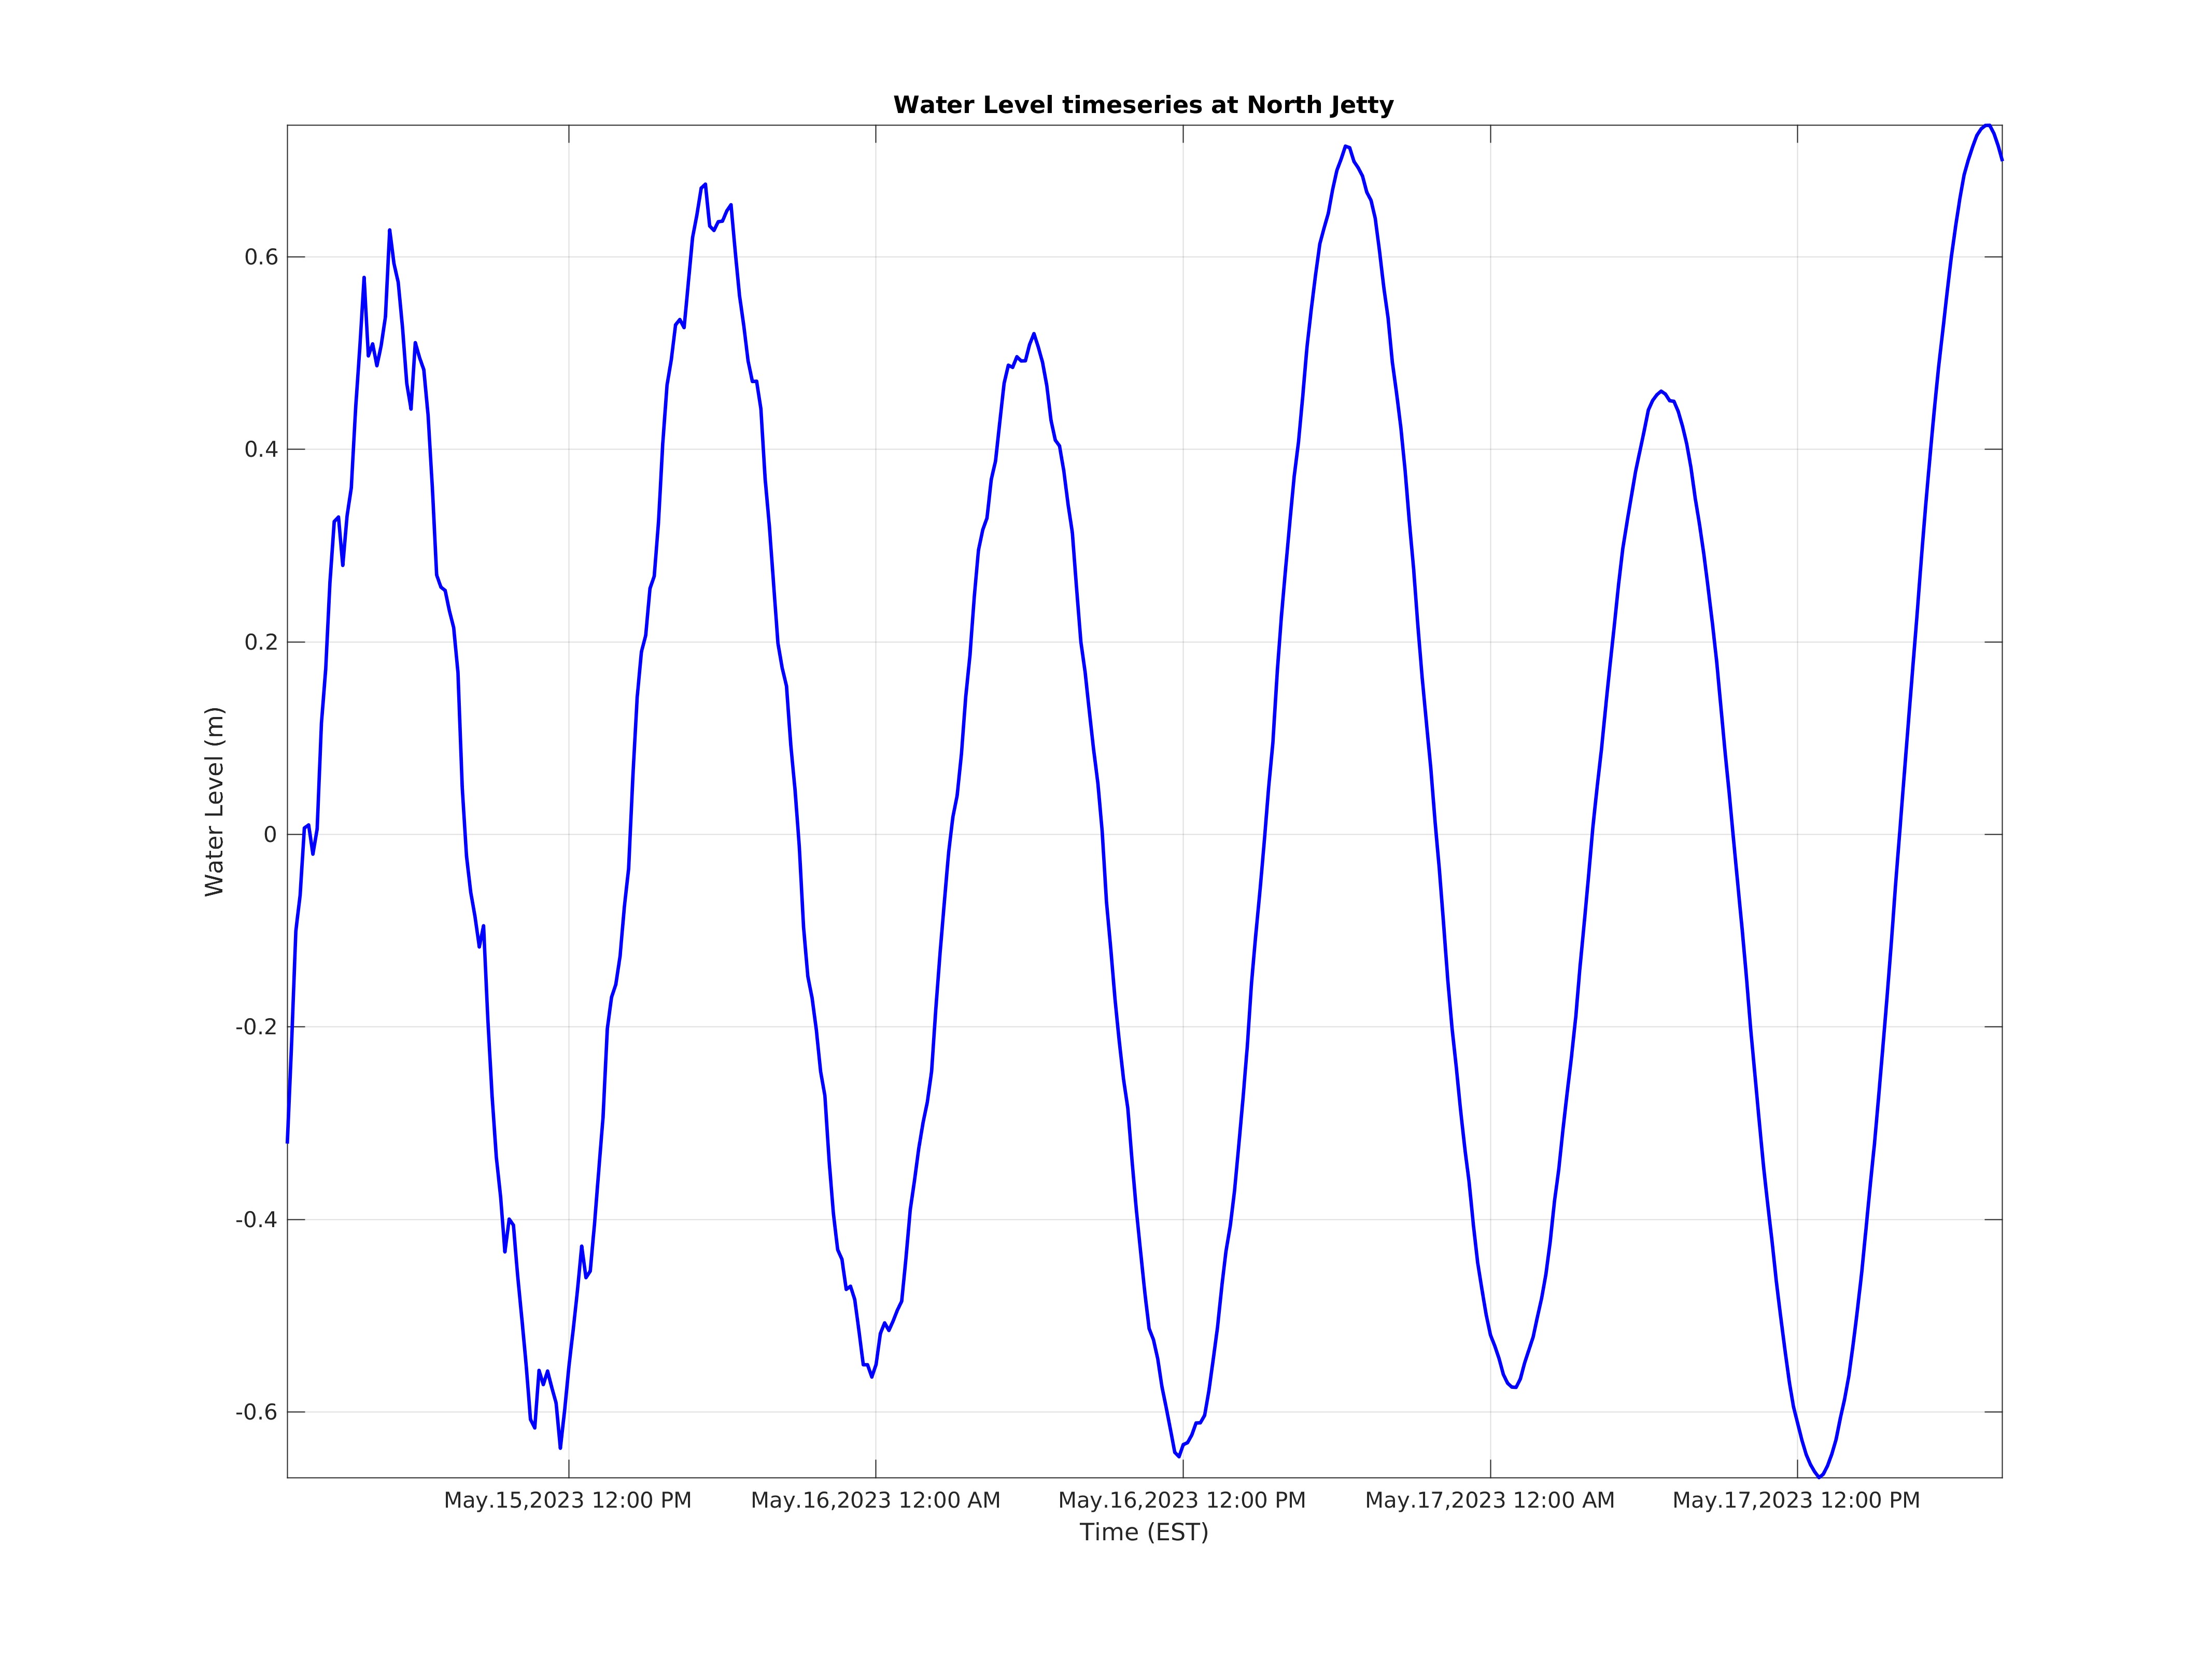 Water Level timeseries at North Jetty
0.6
0.4
0.2
0
-0.2
-0.4
-0.6
Water Level (m)
May.15,2023 12:00 PM
May.16,2023 12:00 AM
May.16,2023 12:00 PM
May.17,2023 12:00 AM
May.17,2023 12:00 PM
Time (EST)